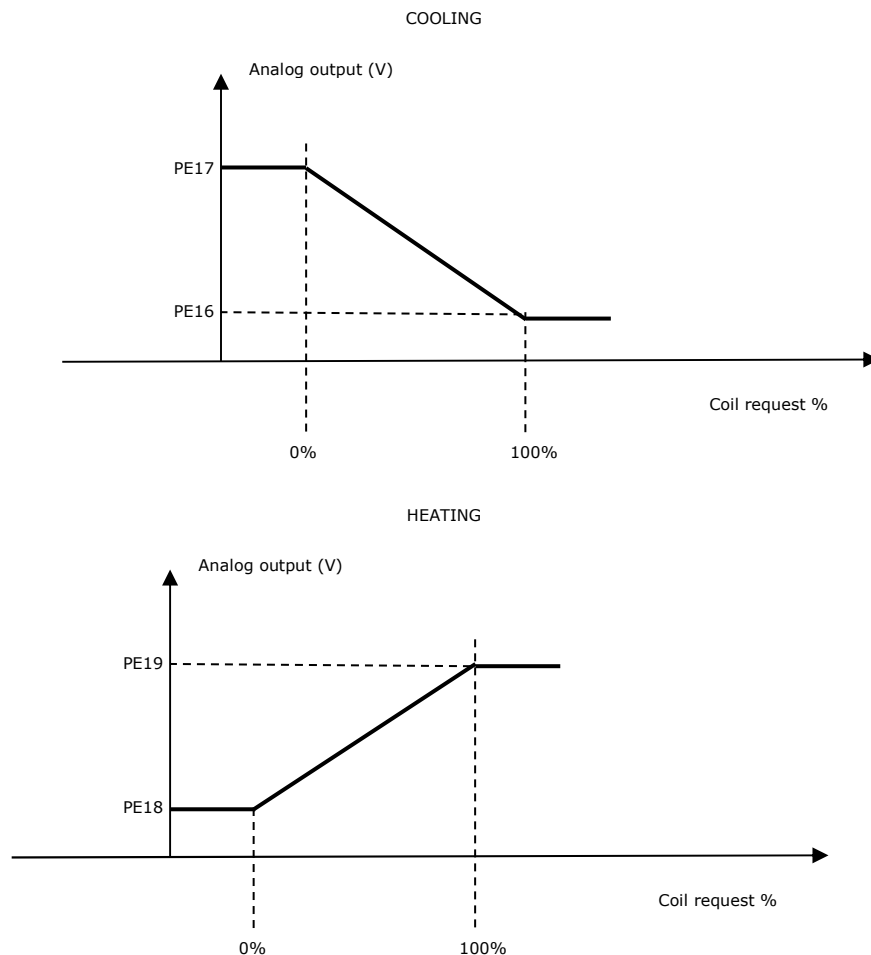 COOLING
Analog output (V)
PE17
PE16
Coil request %
0%
100%
HEATING
Analog output (V)
PE19
PE18
Coil request %
0%
100%